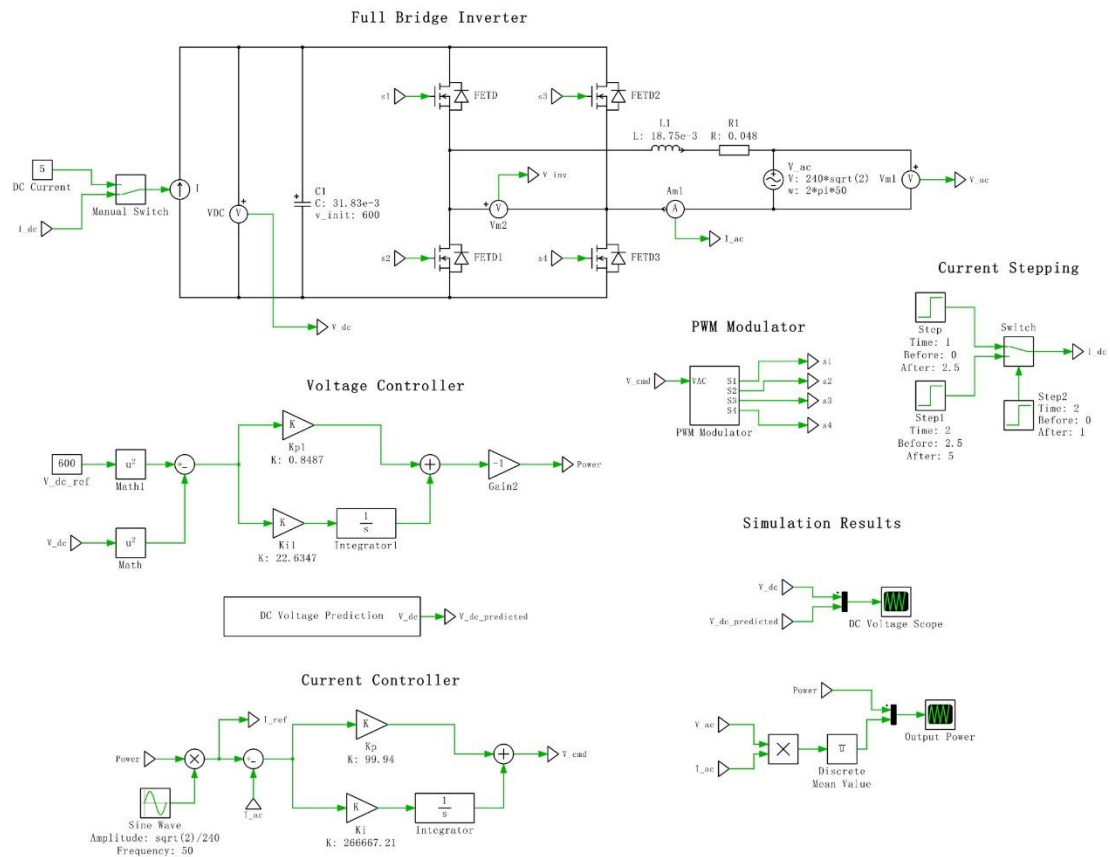 Full Bridge Inverter
s1
FETD
s3
FETD2
L1
L: 18.75e-3
R1
R: 0.048
5
DC Current
Manual Switch
I_dc
I
VDC
V
C1
C: 31.83e-3
v_init: 600
V_inv
V
Vm2
Am1
A
I_ac
V_ac
V: 240*sqrt(2)
w: 2*pi*50
Vm1
V
V_ac
s2
FETD1
s4
FETD3
V_dc
Current Stepping
Step
Time: 1
Before: 0
After: 2.5
Switch
I_dc
Step1
Time: 2
Before: 2.5
After: 5
Step2
Time: 2
Before: 0
After: 1
PWM Modulator
V_cmd
VAC
S1
S2
S3
S4
s1
s2
s3
s4
PWM Modulator
Voltage Controller
K
Kp1
K: 0.8487
600
V_dc_ref
u²
Math1
-1
Gain2
Power
V_dc
u²
Math
K
Ki1
K: 22.6347
1
s
Integrator1
DC Voltage Prediction
V_dc
V_dc_predicted
Simulation Results
V_dc
V_dc_predicted
DC Voltage Scope
Power
V_ac
I_ac
u
Discrete
Mean Value
Output Power
Current Controller
I_ref
K
Kp
K: 99.94
Power
V_cmd
Sine Wave
Amplitude: sqrt(2)/240
Frequency: 50
I_ac
K
Ki
K: 266667.21
1
s
Integrator